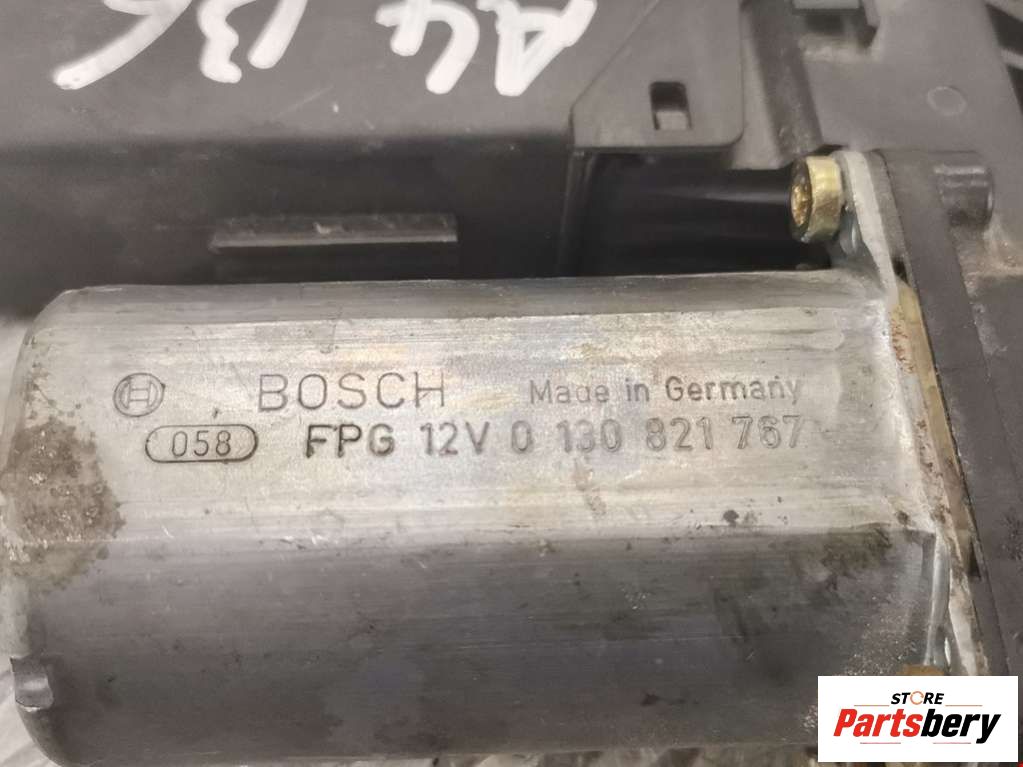 A4 B6
BOSCH Made in Germany
058 FPG 12V 0 130 821 767
STORE
Partsbery